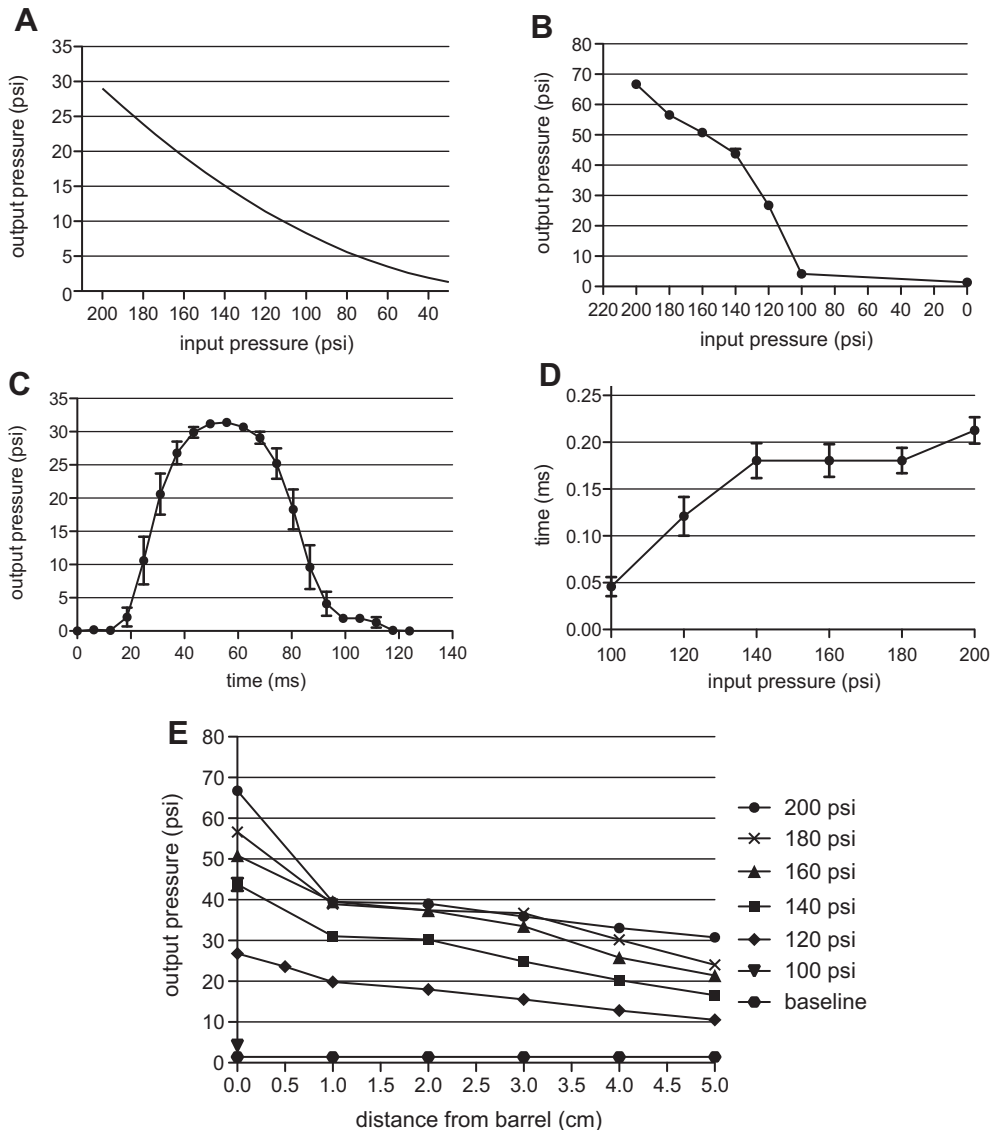 A
output pressure (psi)
35
30
25
20
15
10
5
0
200 180 160 140 120 100 80 60 40
input pressure (psi)
B
output pressure (psi)
80
70
60
50
40
30
20
10
0
220 200 180 160 140 120 100 80 60 40 20 0
input pressure (psi)
C
output pressure (psi)
35
30
25
20
15
10
5
0
0 20 40 60 80 100 120 140
time (ms)
D
time (ms)
0.25
0.20
0.15
0.10
0.05
0.00
100 120 140 160 180 200
input pressure (psi)
E
output pressure (psi)
80
70
60
50
40
30
20
10
0
0.0 0.5 1.0 1.5 2.0 2.5 3.0 3.5 4.0 4.5 5.0
distance from barrel (cm)
200 psi
180 psi
160 psi
140 psi
120 psi
100 psi
baseline